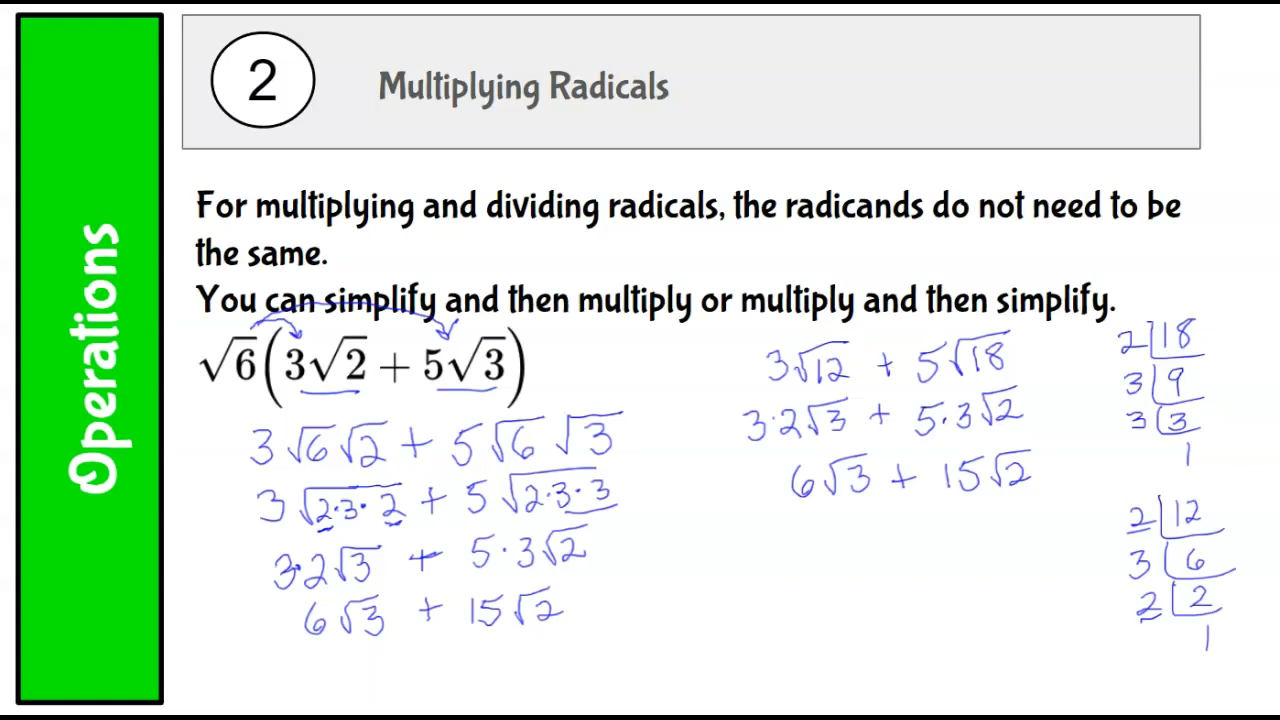 Operations
2
Multiplying Radicals
For multiplying and dividing radicals, the radicands do not need to be
the same.
You can simplify and then multiply or multiply and then simplify.
√6(3√2 + 5√3)
3√6√2 + 5√6 √3
3√2·3·2 + 5√2·3·3
3·2√3 + 5·3√2
6√3 + 15√2
3√12 + 5√18
3·2√3 + 5·3√2
6√3 + 15√2
2 18
3 9
3 3
1
2 12
3 6
2 2
1